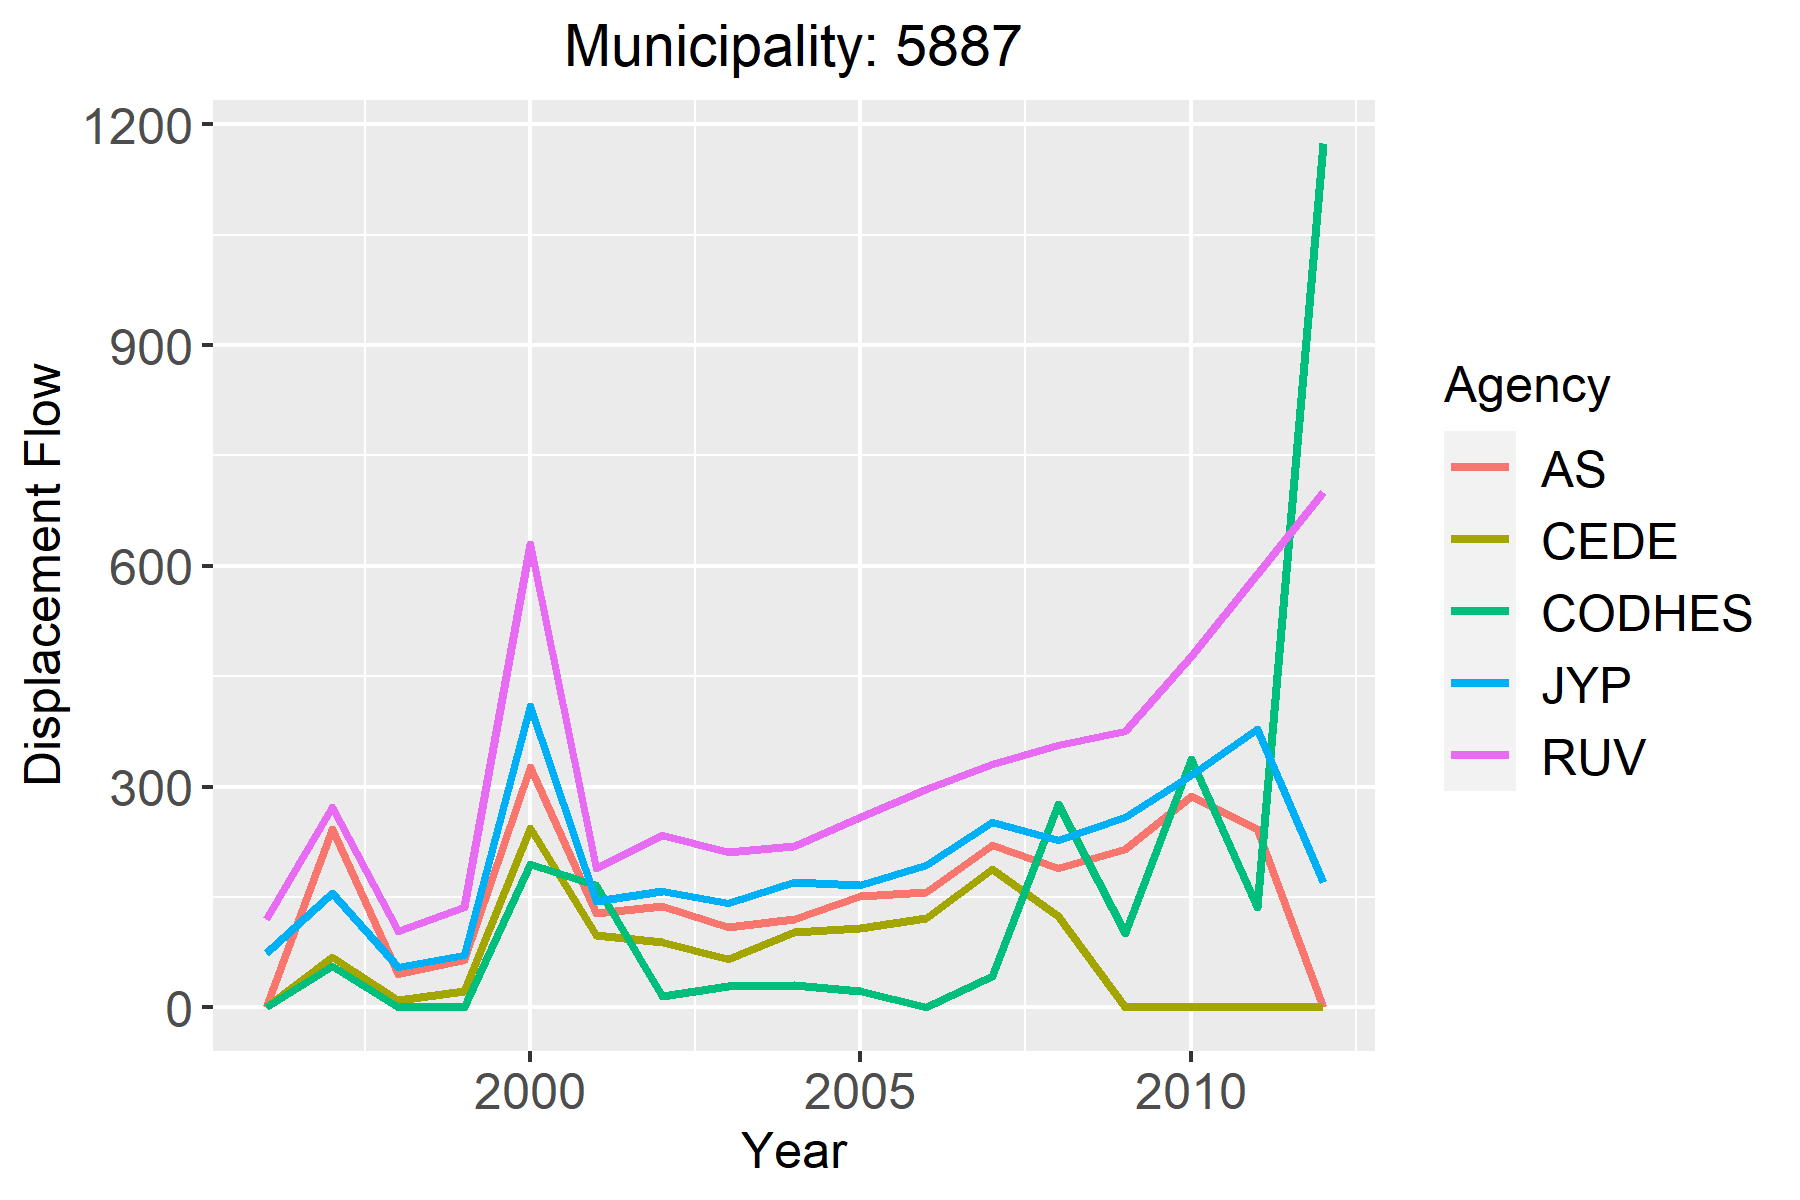 Municipality: 5887
1200
900
600
300
0
Displacement Flow
2000 2005 2010
Year
Agency
AS
CEDE
CODHES
JYP
RUV